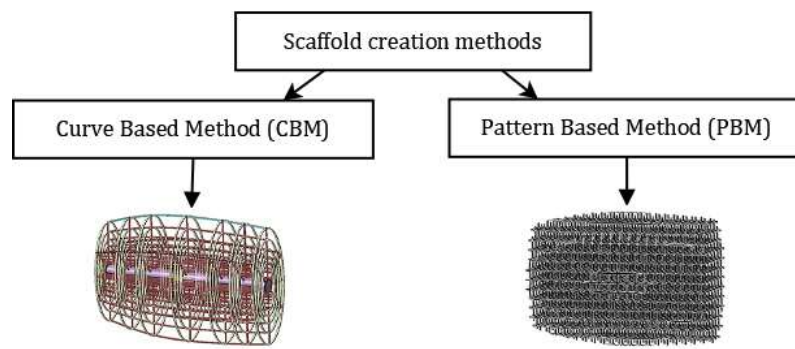 Scaffold creation methods
Curve Based Method (CBM)
Pattern Based Method (PBM)